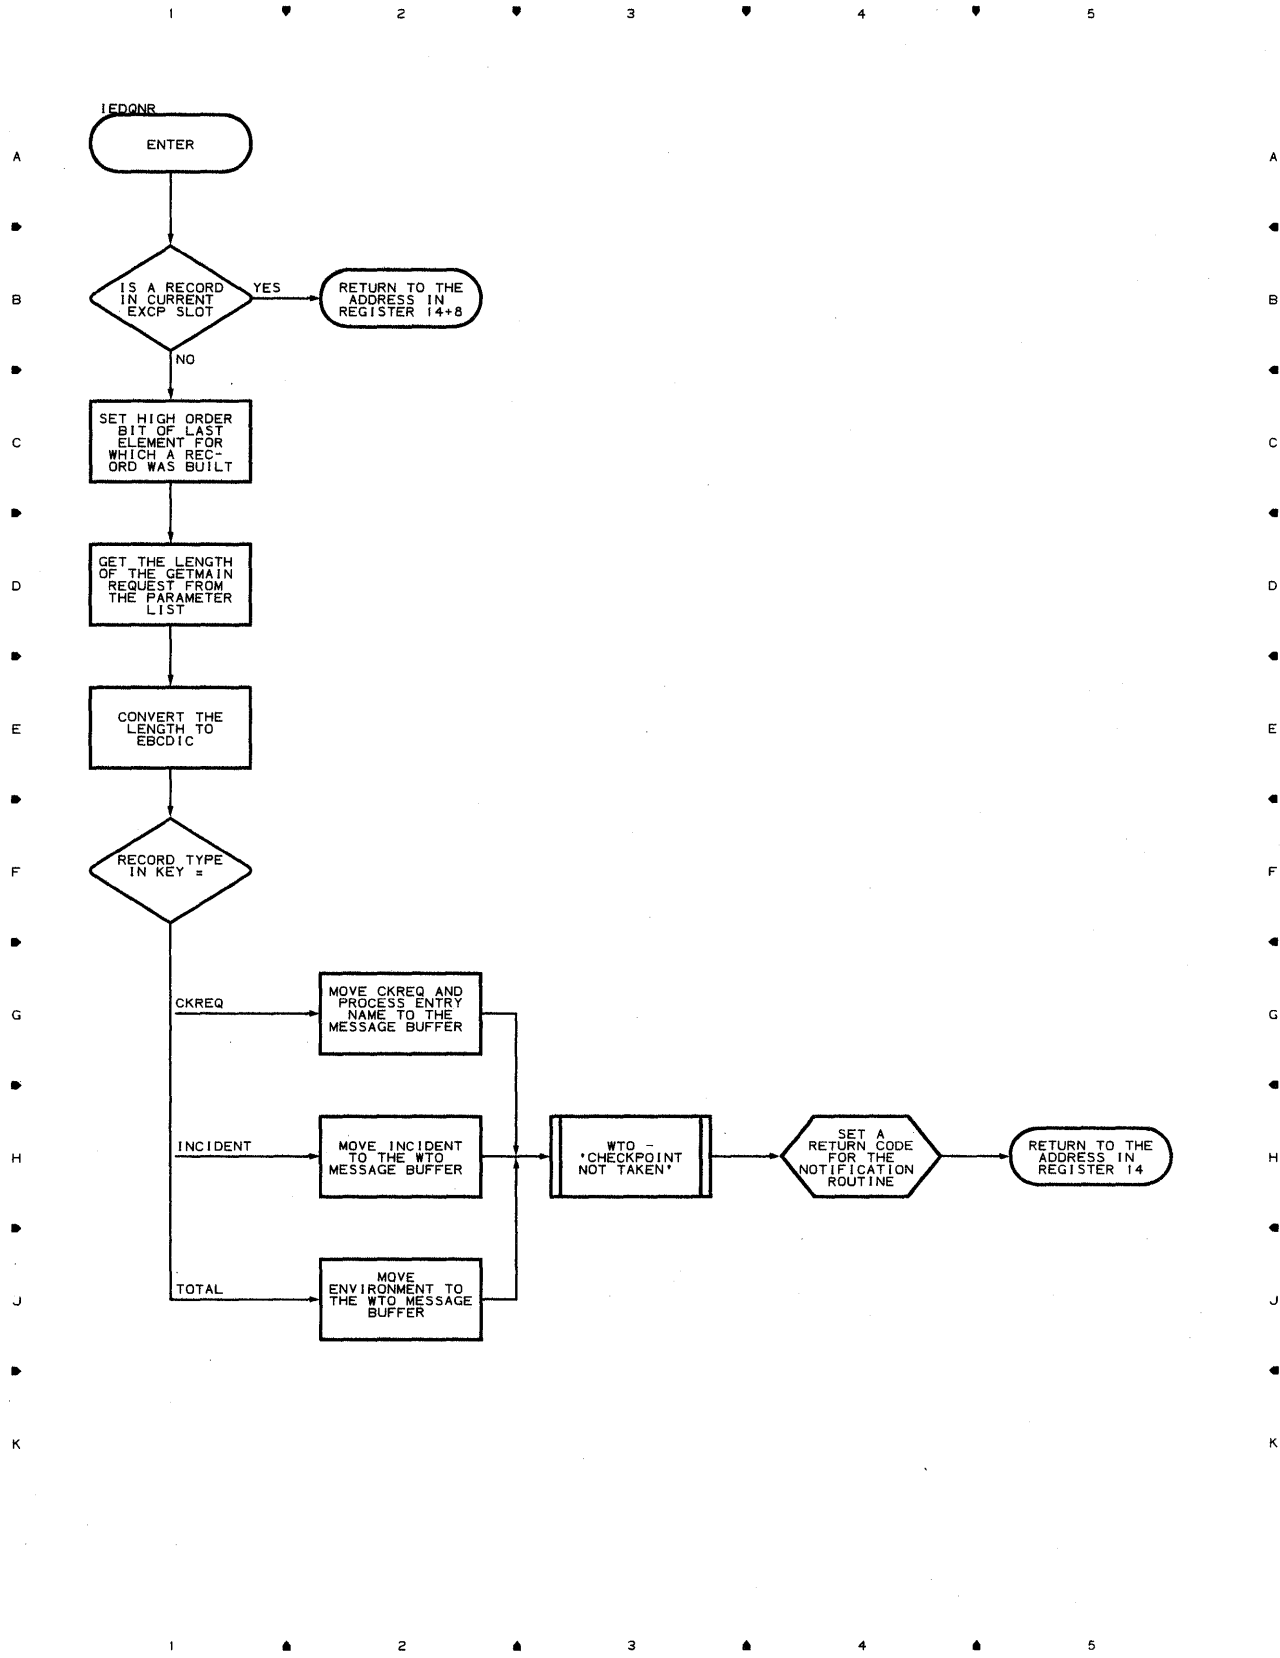 1 2 3 4 5
IEDQNR
ENTER
A A
IS A RECORD
IN CURRENT
EXCP SLOT
YES
RETURN TO THE
ADDRESS IN
REGISTER 14+8
B B
NO
SET HIGH ORDER
BIT OF LAST
ELEMENT FOR
WHICH A REC-
ORD WAS BUILT
C C
GET THE LENGTH
OF THE GETMAIN
REQUEST FROM
THE PARAMETER
LIST
D D
CONVERT THE
LENGTH TO
EBCDIC
E E
RECORD TYPE
IN KEY =
F F
CKREQ
MOVE CKREQ AND
PROCESS ENTRY
NAME TO THE
MESSAGE BUFFER
G G
INCIDENT
MOVE INCIDENT
TO THE WTO
MESSAGE BUFFER
WTO -
'CHECKPOINT
NOT TAKEN'
SET A
RETURN CODE
FOR THE
NOTIFICATION
ROUTINE
RETURN TO THE
ADDRESS IN
REGISTER 14
H H
TOTAL
MOVE
ENVIRONMENT TO
THE WTO MESSAGE
BUFFER
J J
K K
1 2 3 4 5